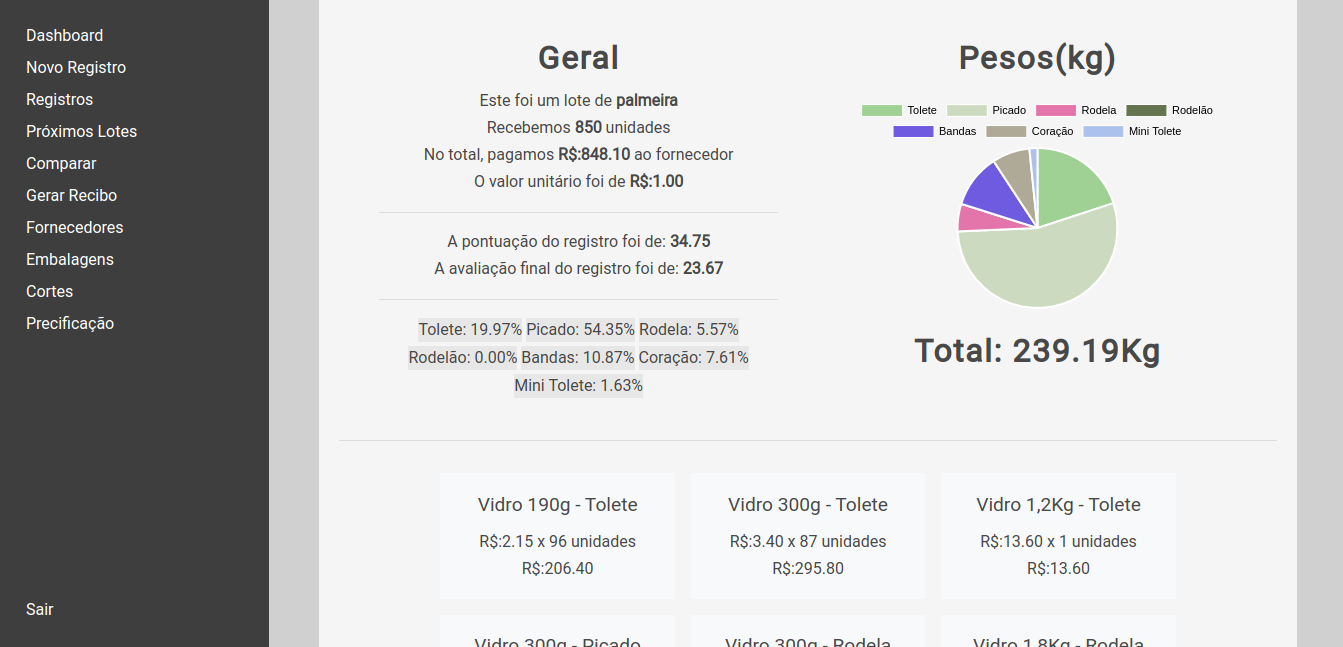 Dashboard
Novo Registro
Registros
Próximos Lotes
Comparar
Gerar Recibo
Fornecedores
Embalagens
Cortes
Precificação
Sair
Geral
Este foi um lote de palmeira
Recebemos 850 unidades
No total, pagamos R$:848.10 ao fornecedor
O valor unitário foi de R$:1.00
A pontuação do registro foi de: 34.75
A avaliação final do registro foi de: 23.67
Tolete: 19.97% Picado: 54.35% Rodela: 5.57%
Rodelão: 0.00% Bandas: 10.87% Coração: 7.61%
Mini Tolete: 1.63%
Pesos(kg)
Tolete Picado Rodela Rodelão
Bandas Coração Mini Tolete
Total: 239.19Kg
Vidro 190g - Tolete
R$:2.15 x 96 unidades
R$:206.40
Vidro 300g - Tolete
R$:3.40 x 87 unidades
R$:295.80
Vidro 1,2Kg - Tolete
R$:13.60 x 1 unidades
R$:13.60
Vidro 300g - Picado
Vidro 300g - Rodela
Vidro 1,8Kg - Rodela